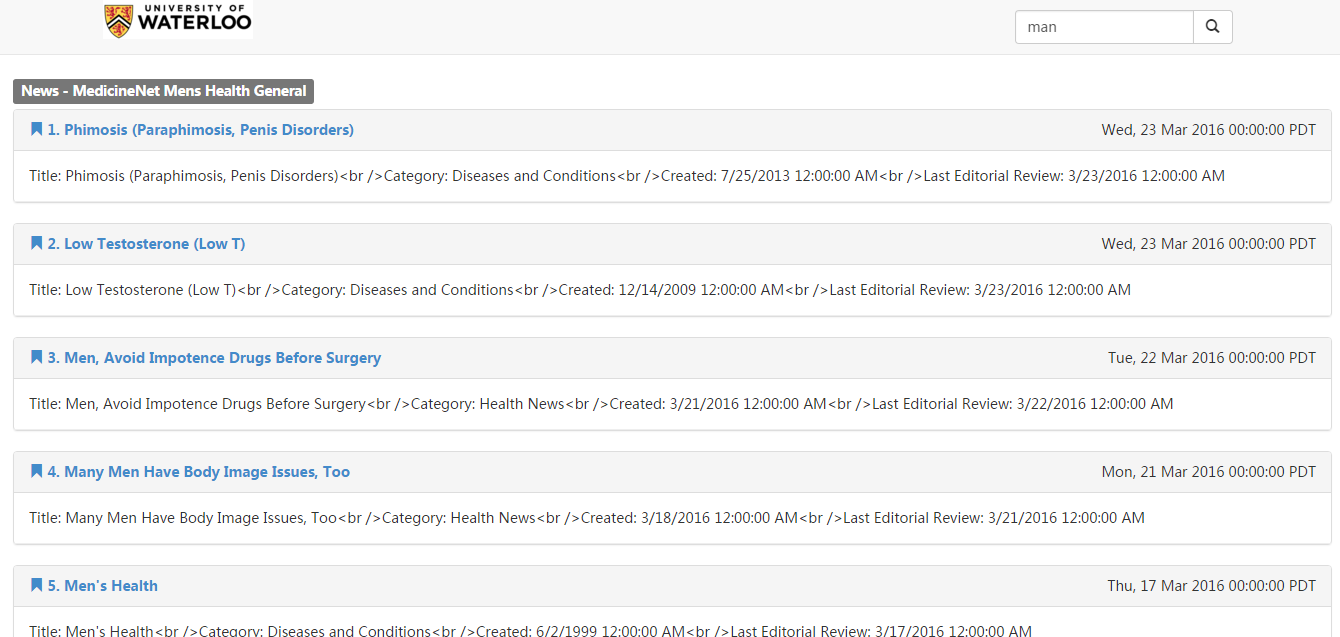 UNIVERSITY OF
WATERLOO
man
News - MedicineNet Mens Health General
1. Phimosis (Paraphimosis, Penis Disorders) Wed, 23 Mar 2016 00:00:00 PDT
Title: Phimosis (Paraphimosis, Penis Disorders)<br />Category: Diseases and Conditions<br />Created: 7/25/2013 12:00:00 AM<br />Last Editorial Review: 3/23/2016 12:00:00 AM
2. Low Testosterone (Low T) Wed, 23 Mar 2016 00:00:00 PDT
Title: Low Testosterone (Low T)<br />Category: Diseases and Conditions<br />Created: 12/14/2009 12:00:00 AM<br />Last Editorial Review: 3/23/2016 12:00:00 AM
3. Men, Avoid Impotence Drugs Before Surgery Tue, 22 Mar 2016 00:00:00 PDT
Title: Men, Avoid Impotence Drugs Before Surgery<br />Category: Health News<br />Created: 3/21/2016 12:00:00 AM<br />Last Editorial Review: 3/22/2016 12:00:00 AM
4. Many Men Have Body Image Issues, Too Mon, 21 Mar 2016 00:00:00 PDT
Title: Many Men Have Body Image Issues, Too<br />Category: Health News<br />Created: 3/18/2016 12:00:00 AM<br />Last Editorial Review: 3/21/2016 12:00:00 AM
5. Men's Health Thu, 17 Mar 2016 00:00:00 PDT
Title: Men's Health<br />Category: Diseases and Conditions<br />Created: 6/2/1999 12:00:00 AM<br />Last Editorial Review: 3/17/2016 12:00:00 AM